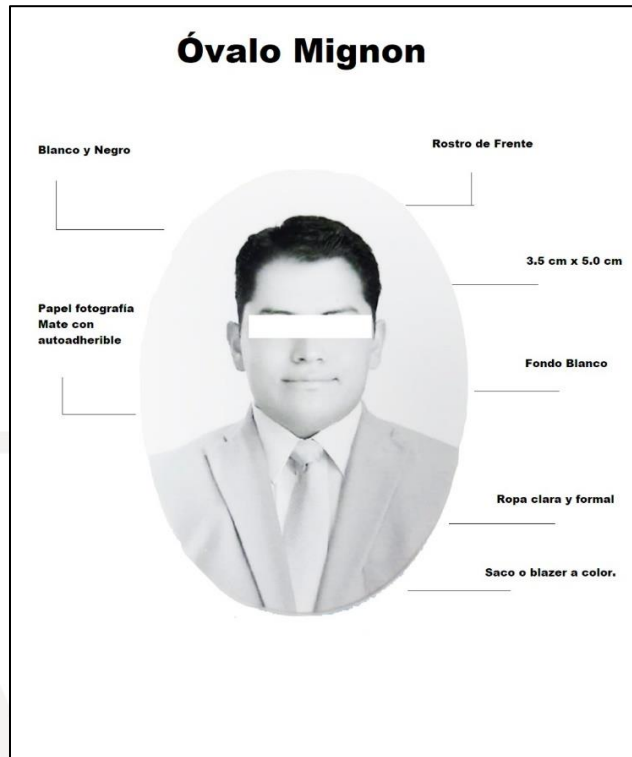 Óvalo Mignon
Blanco y Negro
Rostro de Frente
3.5 cm x 5.0 cm
Papel fotografía
Mate con
autoadherible
Fondo Blanco
Ropa clara y formal
Saco o blazer a color.